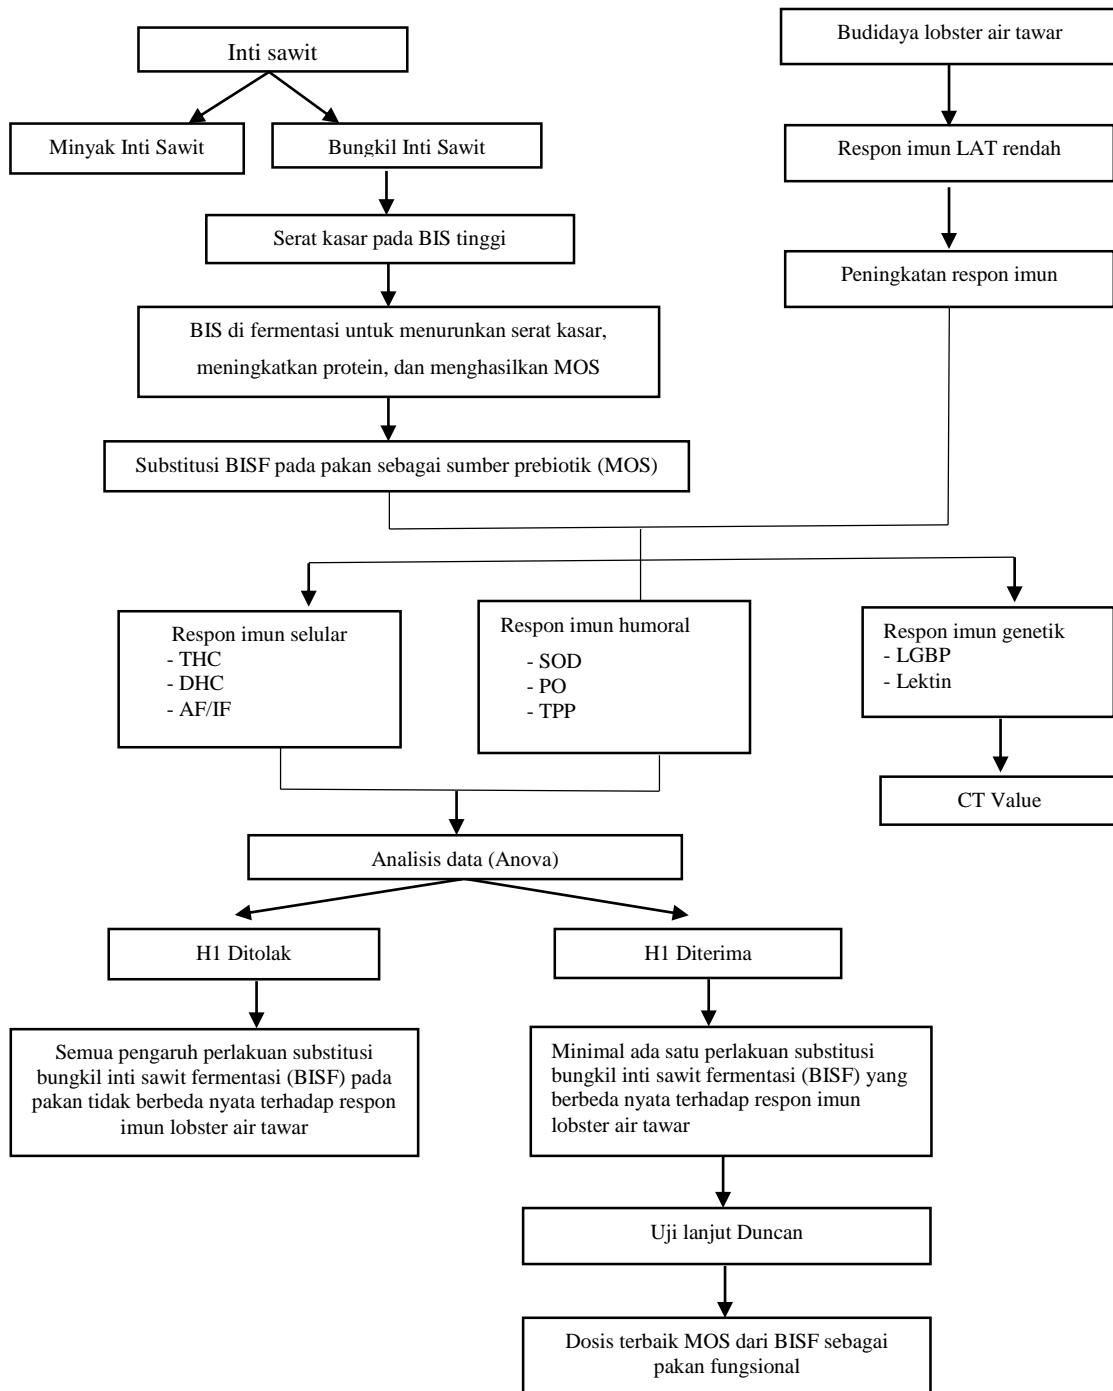 Inti sawit
Budidaya lobster air tawar
Minyak Inti Sawit
Bungkil Inti Sawit
Respon imun LAT rendah
Serat kasar pada BIS tinggi
Peningkatan respon imun
BIS di fermentasi untuk menurunkan serat kasar,
meningkatkan protein, dan menghasilkan MOS
Substitusi BISF pada pakan sebagai sumber prebiotik (MOS)
Respon imun selular
- THC
- DHC
- AF/IF
Respon imun humoral
- SOD
- PO
- TPP
Respon imun genetik
- LGBP
- Lektin
CT Value
Analisis data (Anova)
H1 Ditolak
H1 Diterima
Semua pengaruh perlakuan substitusi
bungkil inti sawit fermentasi (BISF) pada
pakan tidak berbeda nyata terhadap respon
imun lobster air tawar
Minimal ada satu perlakuan substitusi
bungkil inti sawit fermentasi (BISF) yang
berbeda nyata terhadap respon imun
lobster air tawar
Uji lanjut Duncan
Dosis terbaik MOS dari BISF sebagai
pakan fungsional